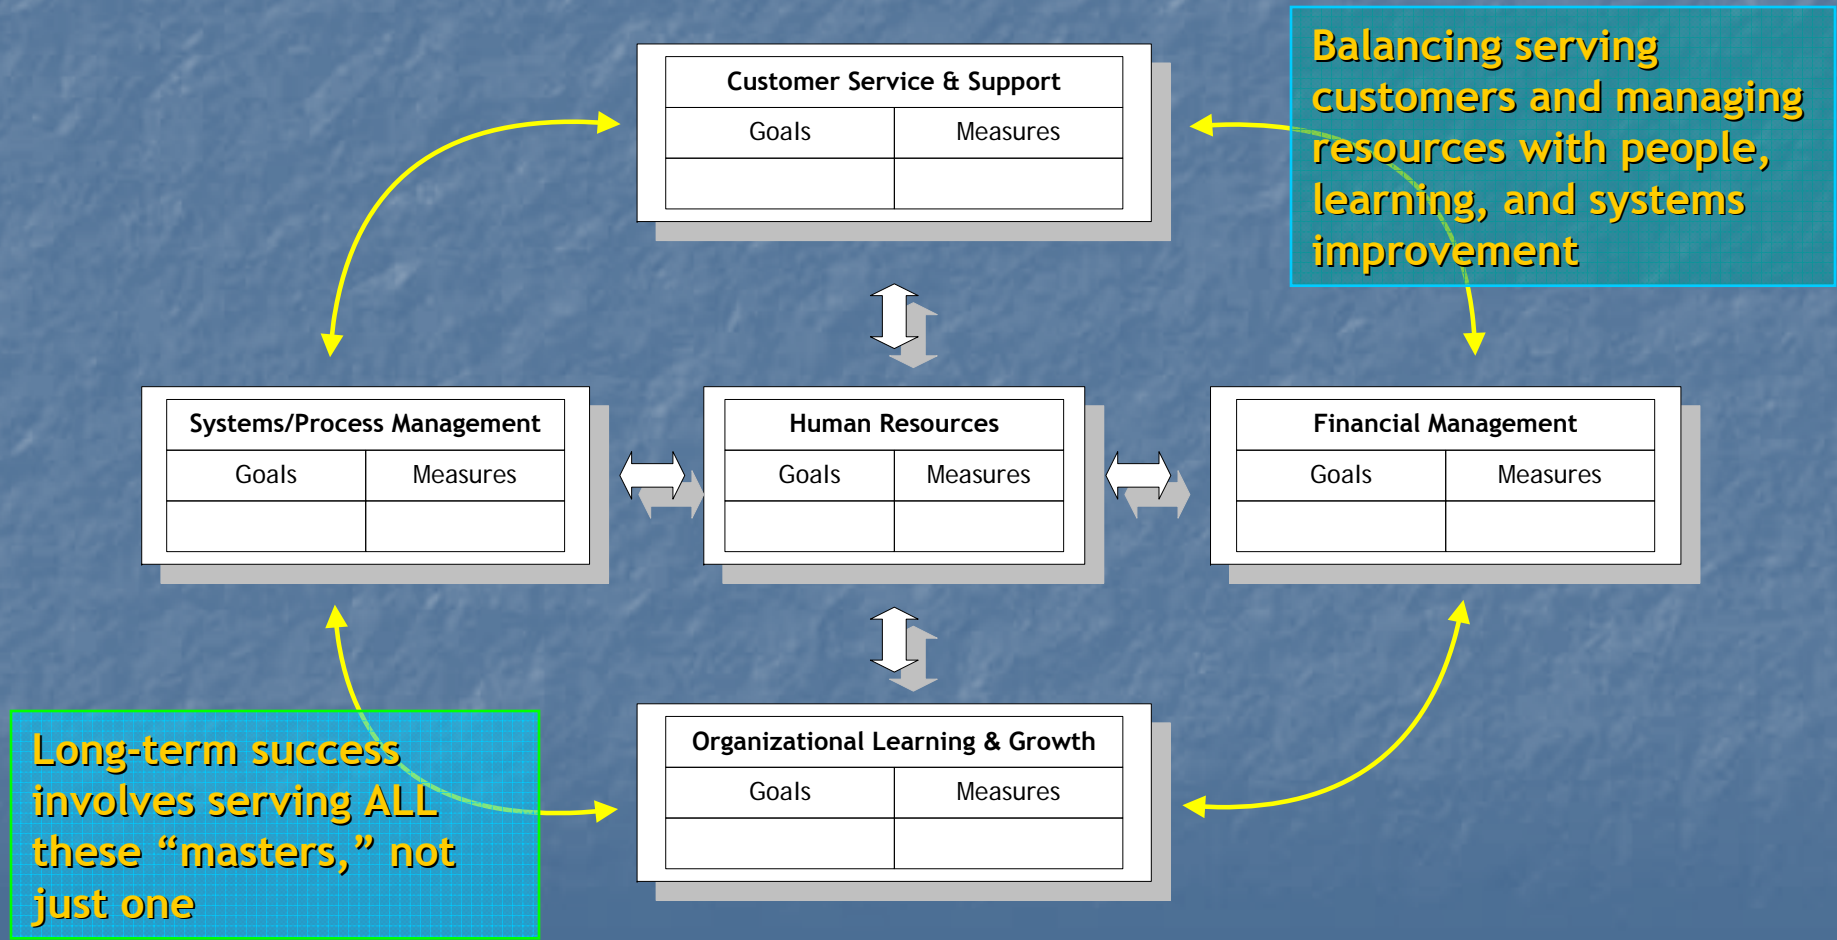 Customer Service & Support
Goals Measures
Balancing serving
customers and managing
resources with people,
learning, and systems
improvement
Systems/Process Management
Goals Measures
Human Resources
Goals Measures
Financial Management
Goals Measures
Organizational Learning & Growth
Goals Measures
Long-term success
involves serving ALL
these “masters,” not
just one